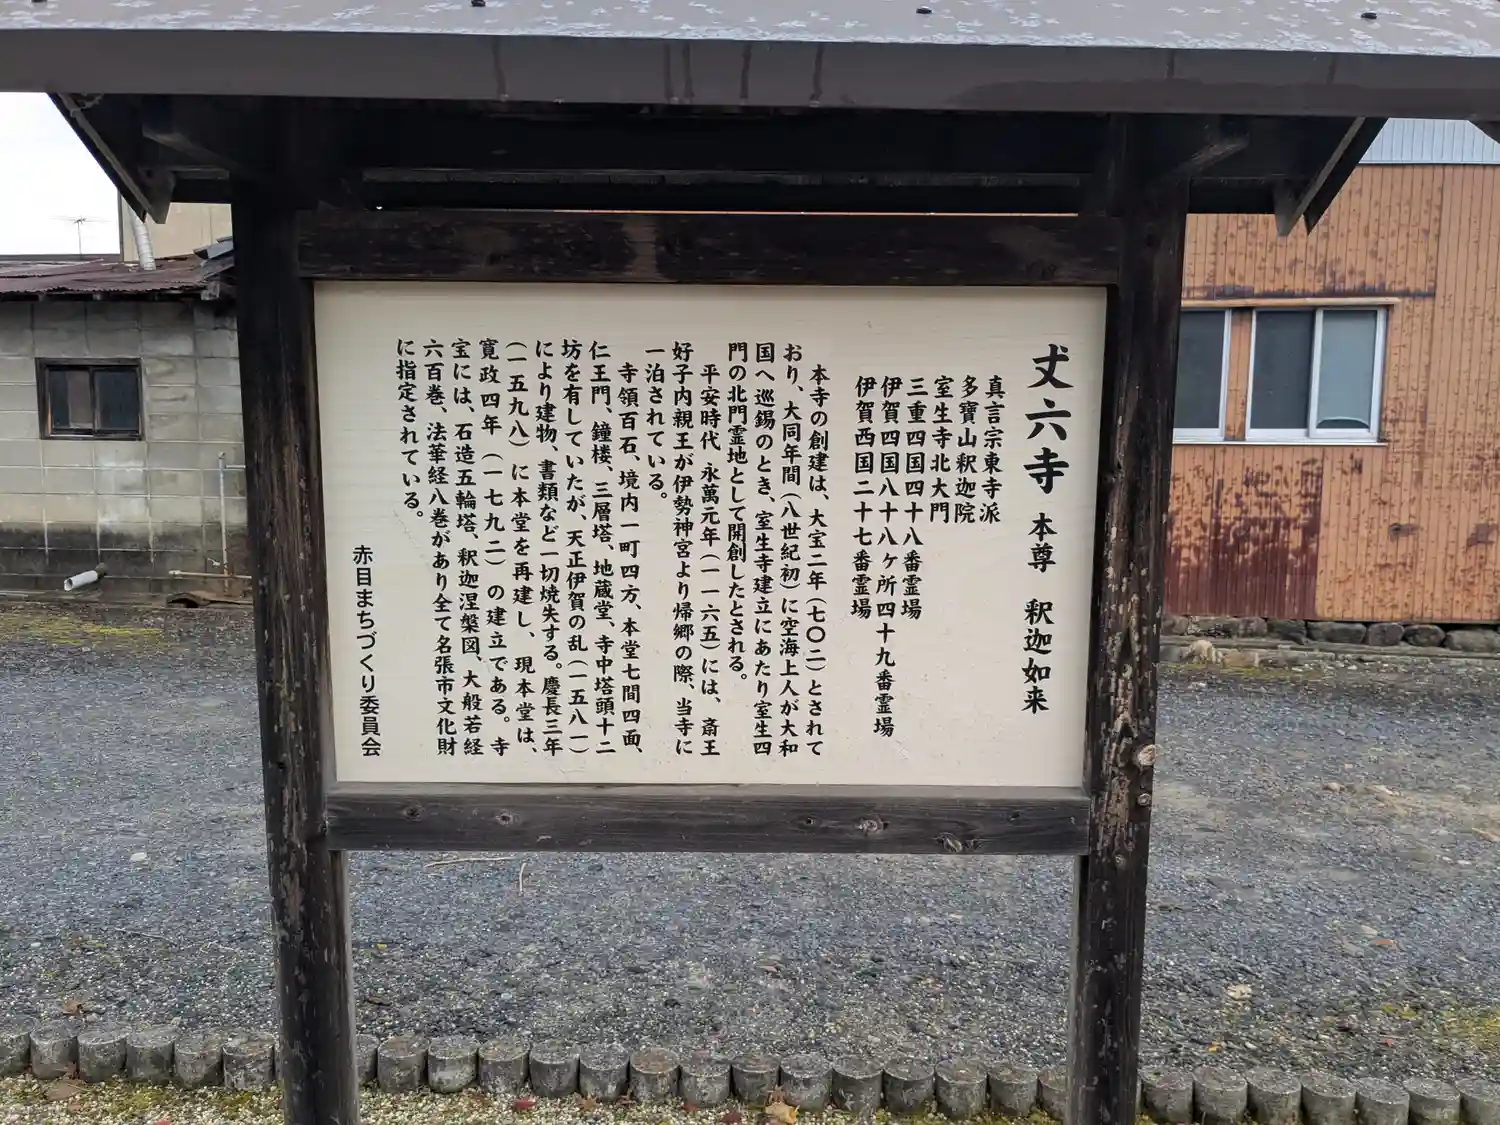 丈六寺 本尊 釈迦如来
真言宗東寺派
多寶山釈迦院
室生寺北大門
三重四国四十八番霊場
伊賀四国八十八ヶ所四十九番霊場
伊賀西国二十七番霊場
本寺の創建は、大宝二年（七〇二）とされて
おり、大同年間（八世紀初）に空海上人が大和
国へ巡錫のとき、室生寺建立にあたり室生四
門の北門霊地として開創したとされる。
平安時代 永萬元年（一一六五）には、斎王
好子内親王が伊勢神宮より帰郷の際、当寺に
一泊されている。
寺領百石、境内一町四方、本堂七間四面、
仁王門、鐘楼、三層塔、地蔵堂、寺中塔頭十二
坊を有していたが、天正伊賀の乱（一五八一）
により建物、書類など一切焼失する。慶長三年
（一五九八）に本堂を再建し、現本堂は、
寛政四年（一七九二）の建立である。寺
宝には、石造五輪塔、釈迦涅槃図、大般若経
六百巻、法華経八巻があり全て名張市文化財
に指定されている。
赤目まちづくり委員会